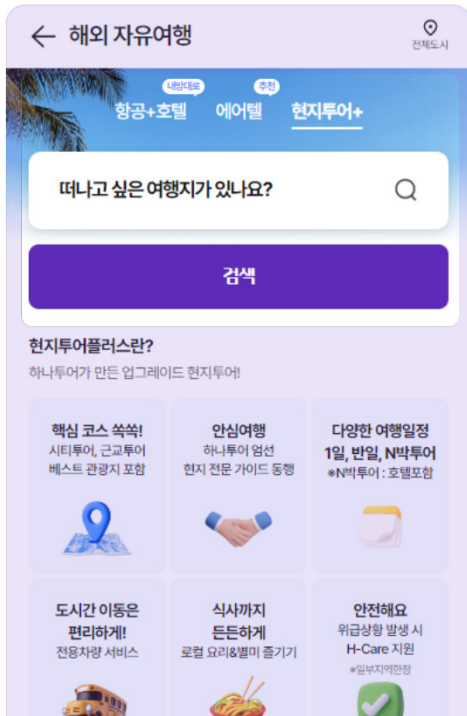 해외 자유여행
전체도시
내맘대로
추천
항공+호텔 에어텔 현지투어+
떠나고 싶은 여행지가 있나요?
검색
현지투어플러스란?
하나투어가 만든 업그레이드 현지투어!
핵심 코스 쏙쏙!
시티투어, 근교투어
베스트 관광지 포함
안심여행
하나투어 엄선
현지 전문 가이드 동행
다양한 여행일정
1일, 반일, N박투어
※N박투어 : 호텔포함
도시간 이동은
편리하게!
전용차량 서비스
식사까지
든든하게
로컬 요리&별미 즐기기
안전해요
위급상황 발생 시
H-Care 지원
※일부지역한정